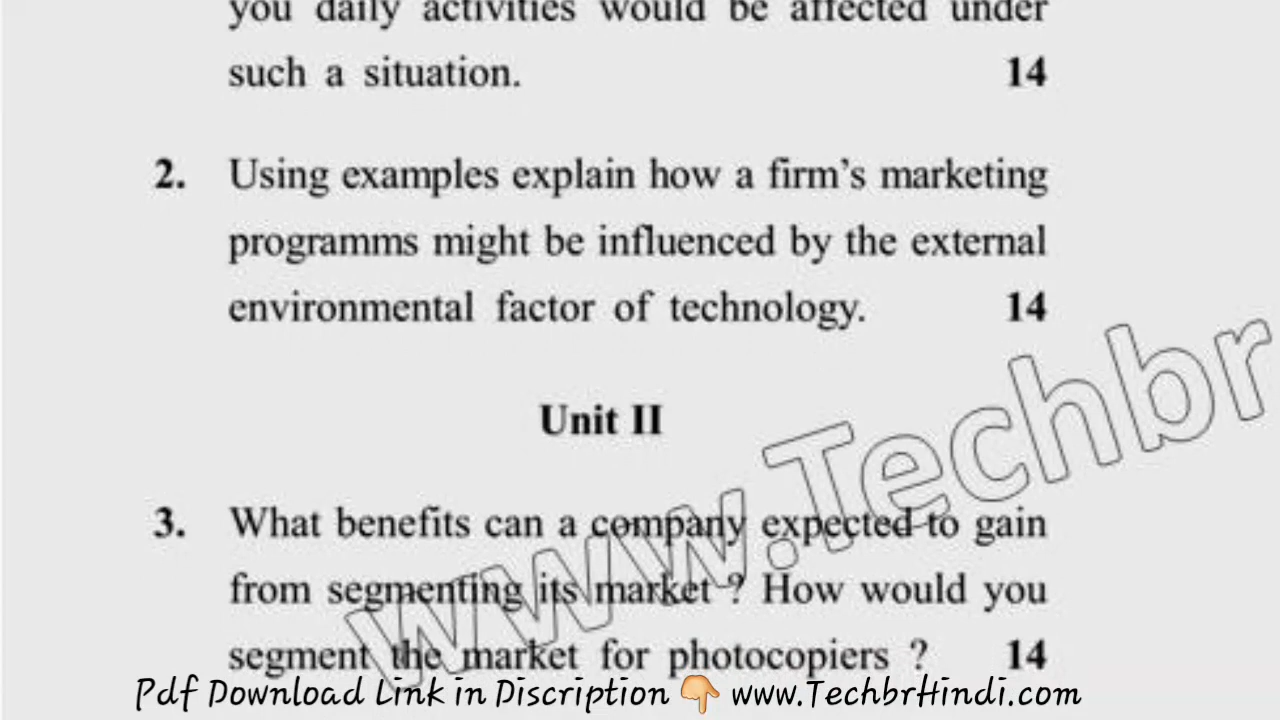 you daily activities would be affected under
such a situation. 14
2. Using examples explain how a firm's marketing
programms might be influenced by the external
environmental factor of technology. 14
Unit II
3. What benefits can a company expected to gain
from segmenting its market ? How would you
segment the market for photocopiers ? 14
www.Techbr
Pdf Download Link in Discription 👇 www.TechbrHindi.com